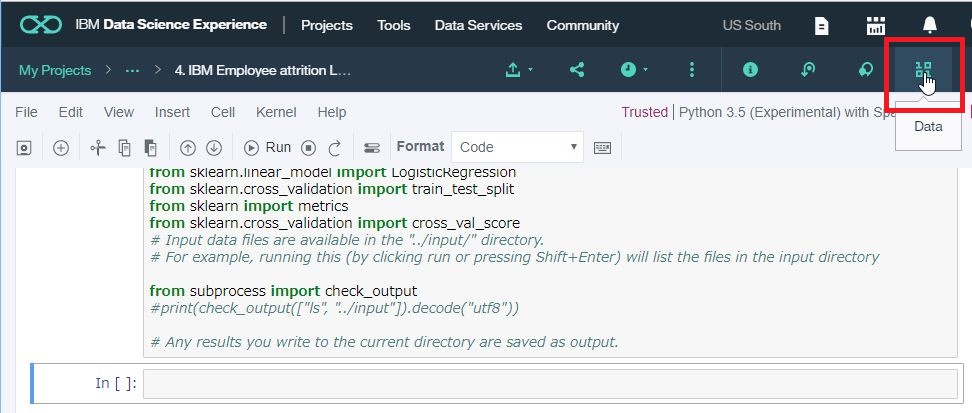 IBM Data Science Experience Projects Tools Data Services Community US South
My Projects > ... > 4. IBM Employee attrition L...
File Edit View Insert Cell Kernel Help Trusted | Python 3.5 (Experimental) with
Data
Run Format Code
from sklearn.linear_model import LogisticRegression
from sklearn.cross_validation import train_test_split
from sklearn import metrics
from sklearn.cross_validation import cross_val_score
# Input data files are available in the "../input/" directory.
# For example, running this (by clicking run or pressing Shift+Enter) will list the files in the input directory
from subprocess import check_output
#print(check_output(["ls", "../input"]).decode("utf8"))
# Any results you write to the current directory are saved as output.
In [ ]: